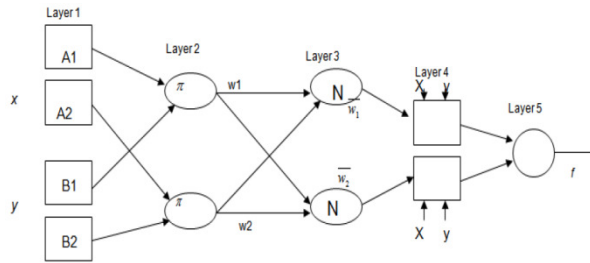 Layer 1
Layer 2
Layer 3
Layer 4
Layer 5
x
A1
A2
y
B1
B2
π
π
w1
w2
N
w̅₁
N
w̅₂
X y
X y
f